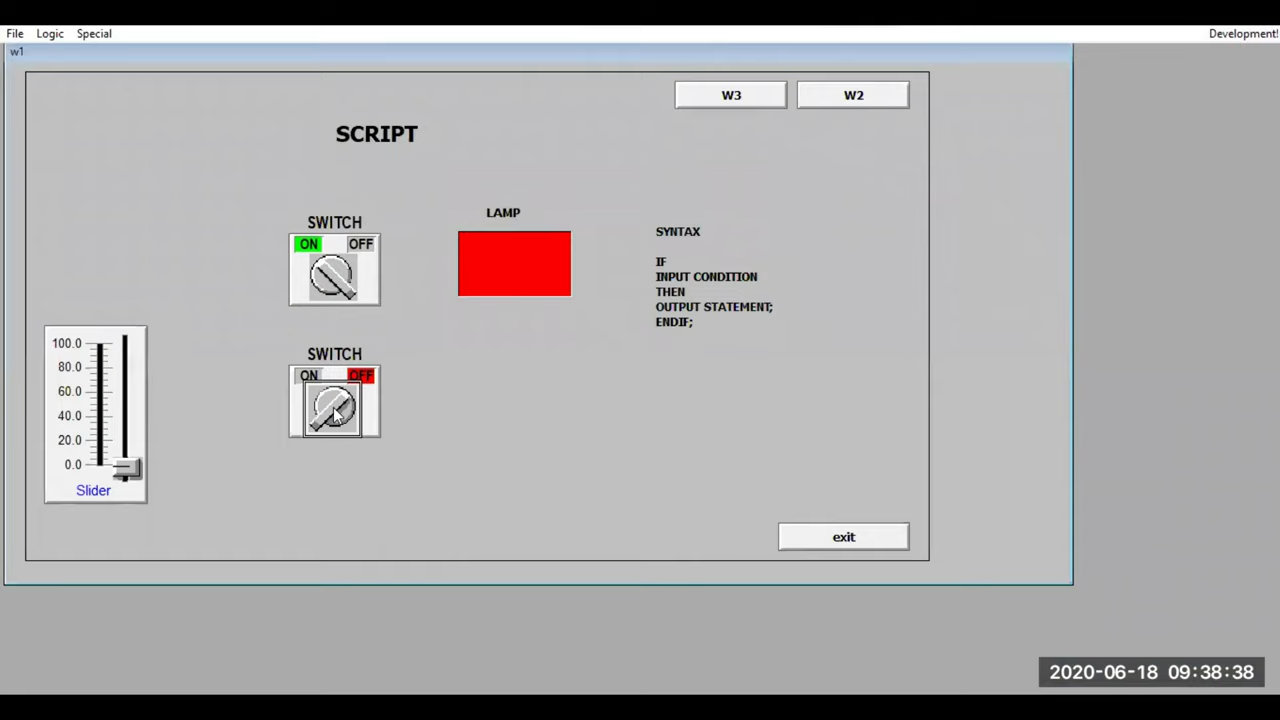 File Logic Special Development!
w1
W3 W2
SCRIPT
SWITCH
ON OFF
LAMP
SYNTAX
IF
INPUT CONDITION
THEN
OUTPUT STATEMENT;
ENDIF;
SWITCH
ON OFF
100.0
80.0
60.0
40.0
20.0
0.0
Slider
exit
2020-06-18 09:38:38